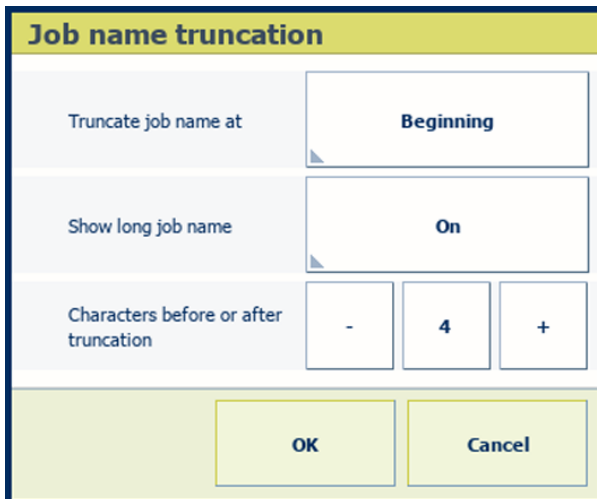 Job name truncation
Truncate job name at
Beginning
Show long job name
On
Characters before or after
truncation
- 4 +
OK Cancel